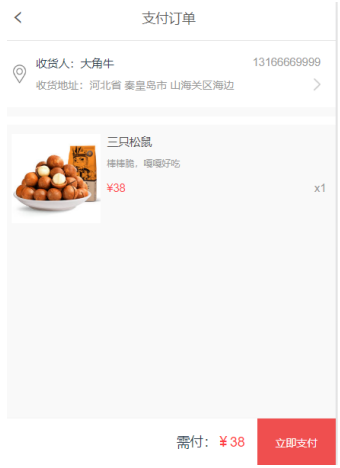 支付订单
收货人：大角牛 13166669999
收货地址：河北省 秦皇岛市 山海关区海边
三只松鼠
棒棒脆，嘎嘎好吃
¥38 x1
需付：¥38 立即支付